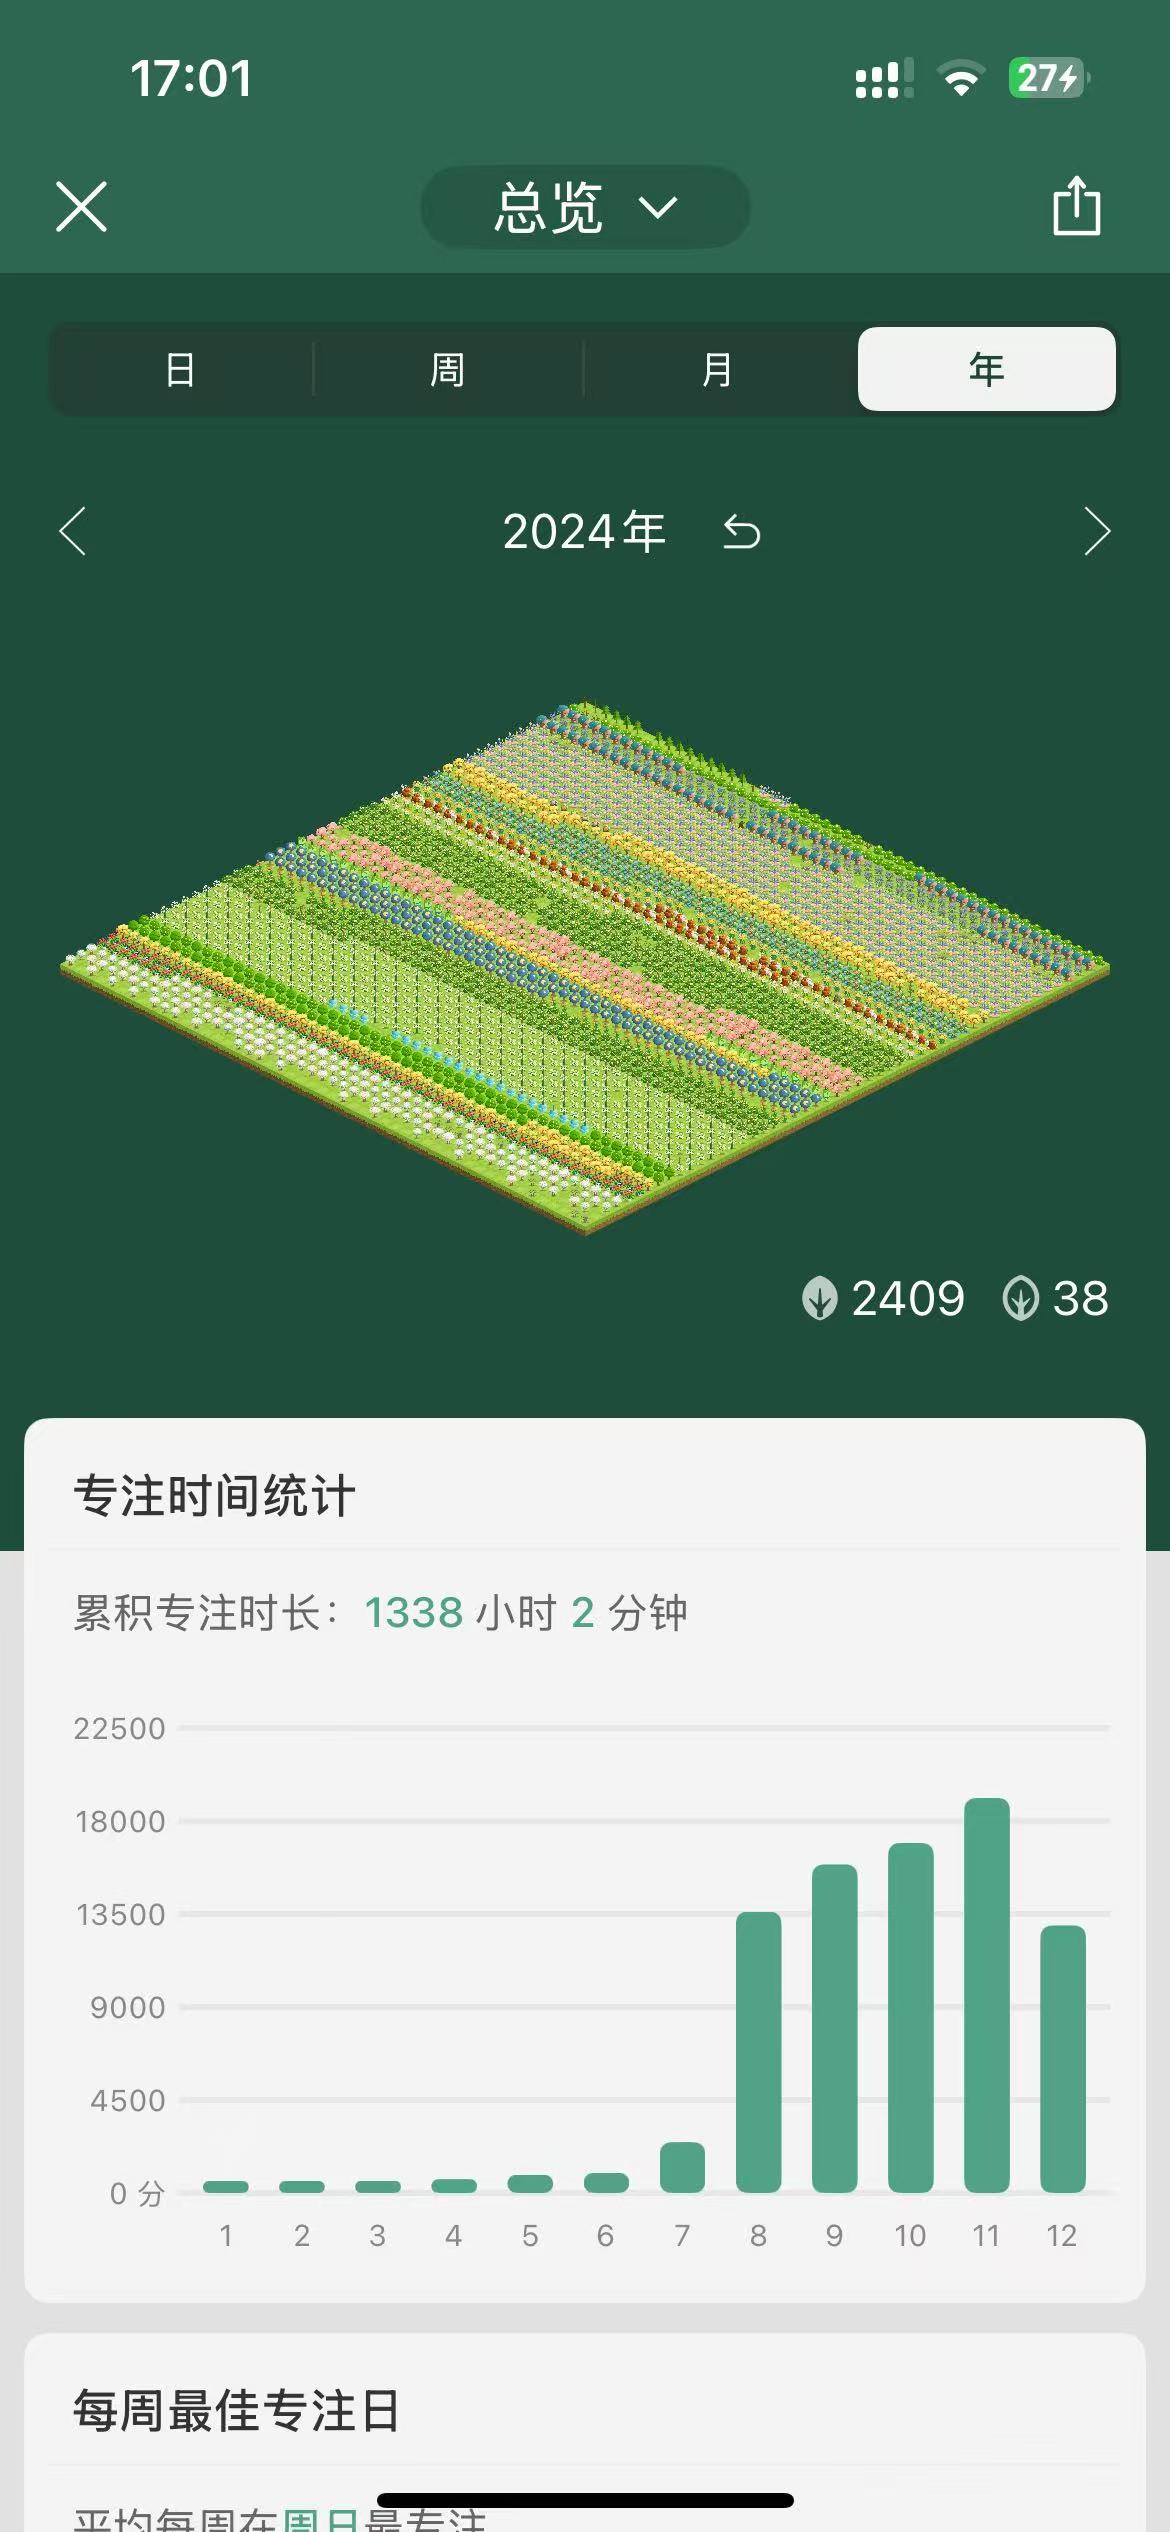 17:01 27
总览
日 周 月 年
2024年
2409 38
专注时间统计
累积专注时长：1338 小时 2 分钟
22500
18000
13500
9000
4500
0 分
1 2 3 4 5 6 7 8 9 10 11 12
每周最佳专注日
平均每周在周日最专注